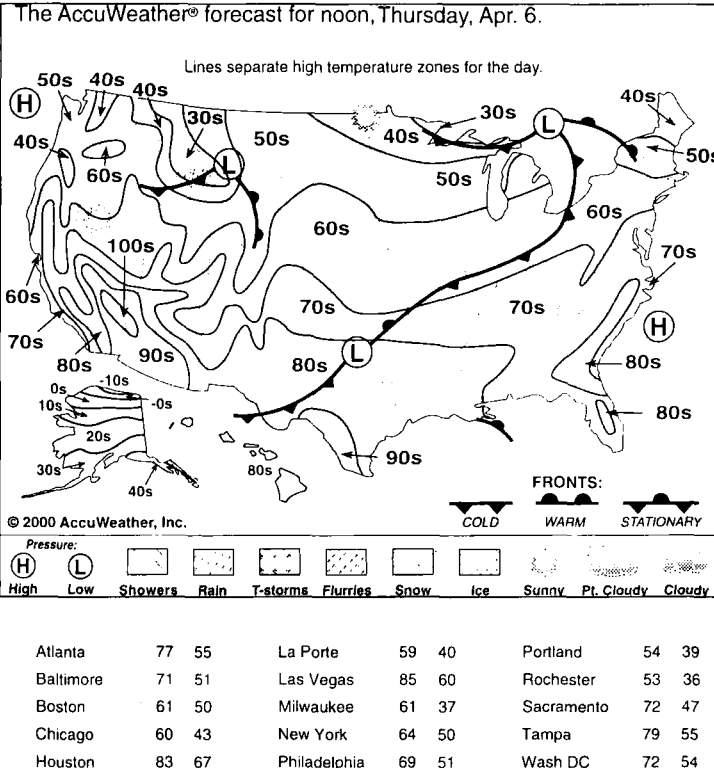 The AccuWeather® forecast for noon, Thursday, Apr. 6.
Lines separate high temperature zones for the day.
50s 40s 40s 30s 40s
H L
50s 40s 30s
40s 60s L 50s 50s
60s 60s
100s 70s
60s 70s 70s H
70s 80s 90s 80s L 80s
-10s 0s -0s 80s
10s
20s
30s 40s 80s 90s
FRONTS:
© 2000 AccuWeather, Inc. COLD WARM STATIONARY
Pressure:
H L
High Low Showers Rain T-storms Flurries Snow Ice Sunny Pt. Cloudy Cloudy
Atlanta 77 55 La Porte 59 40 Portland 54 39
Baltimore 71 51 Las Vegas 85 60 Rochester 53 36
Boston 61 50 Milwaukee 61 37 Sacramento 72 47
Chicago 60 43 New York 64 50 Tampa 79 55
Houston 83 67 Philadelphia 69 51 Wash DC 72 54